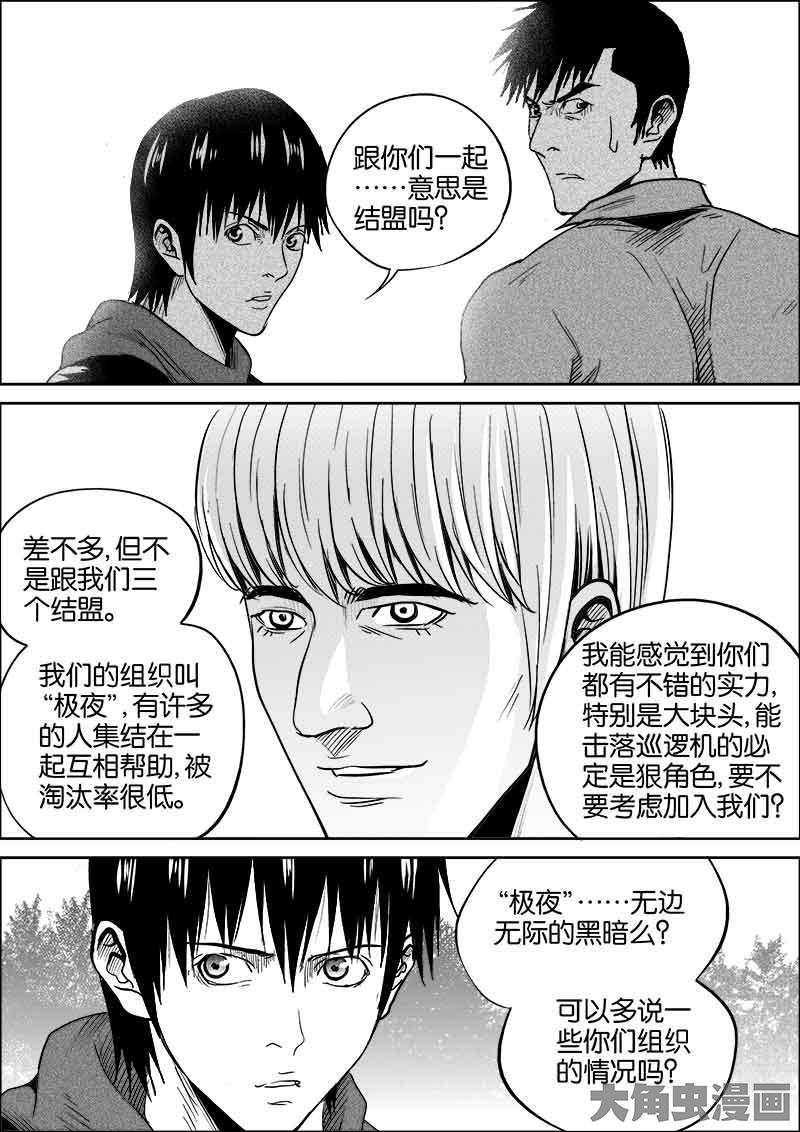 跟你们一起
……意思是
结盟吗？
差不多，但不
是跟我们三
个结盟。
我们的组织叫
“极夜”，有许多
的人集结在一
起互相帮助，被
淘汰率很低。
我能感觉到你们
都有不错的实力，
特别是大块头，能
击落巡逻机的必
定是狠角色，要不
要考虑加入我们？
“极夜”……无边
无际的黑暗么？
可以多说一
些你们组织
的情况吗？
大角虫漫画